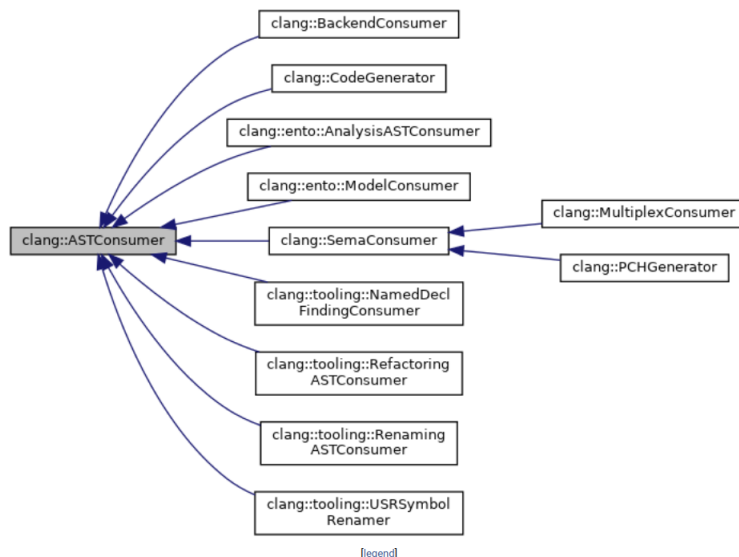 clang::BackendConsumer
clang::CodeGenerator
clang::ento::AnalysisASTConsumer
clang::ento::ModelConsumer
clang::ASTConsumer
clang::SemaConsumer
clang::MultiplexConsumer
clang::PCHGenerator
clang::tooling::NamedDecl
FindingConsumer
clang::tooling::Refactoring
ASTConsumer
clang::tooling::Renaming
ASTConsumer
clang::tooling::USRSymbol
Renamer
[legend]